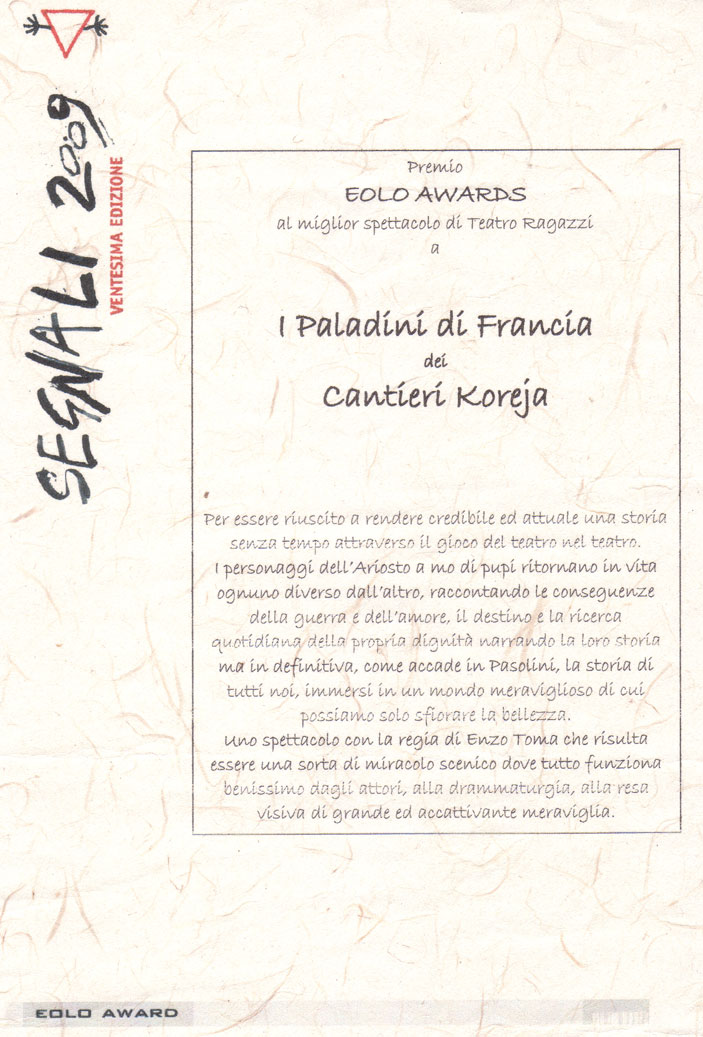 SEGNALI 2009
VENTESIMA EDIZIONE
Premio
EOLO AWARDS
al miglior spettacolo di Teatro Ragazzi
a
I Paladini di Francia
dei
Cantieri Koreja
Per essere riuscito a rendere credibile ed attuale una storia
senza tempo attraverso il gioco del teatro nel teatro.
I personaggi dell'Ariosto a mo di pupi ritornano in vita
ognuno diverso dall'altro, raccontando le conseguenze
della guerra e dell'amore, il destino e la ricerca
quotidiana della propria dignità narrando la loro storia
ma in definitiva, come accade in Pasolini, la storia di
tutti noi, immersi in un mondo meraviglioso di cui
possiamo solo sfiorare la bellezza.
Uno spettacolo con la regia di Enzo Toma che risulta
essere una sorta di miracolo scenico dove tutto funziona
benissimo dagli attori, alla drammaturgia, alla resa
visiva di grande ed accattivante meraviglia.
EOLO AWARD